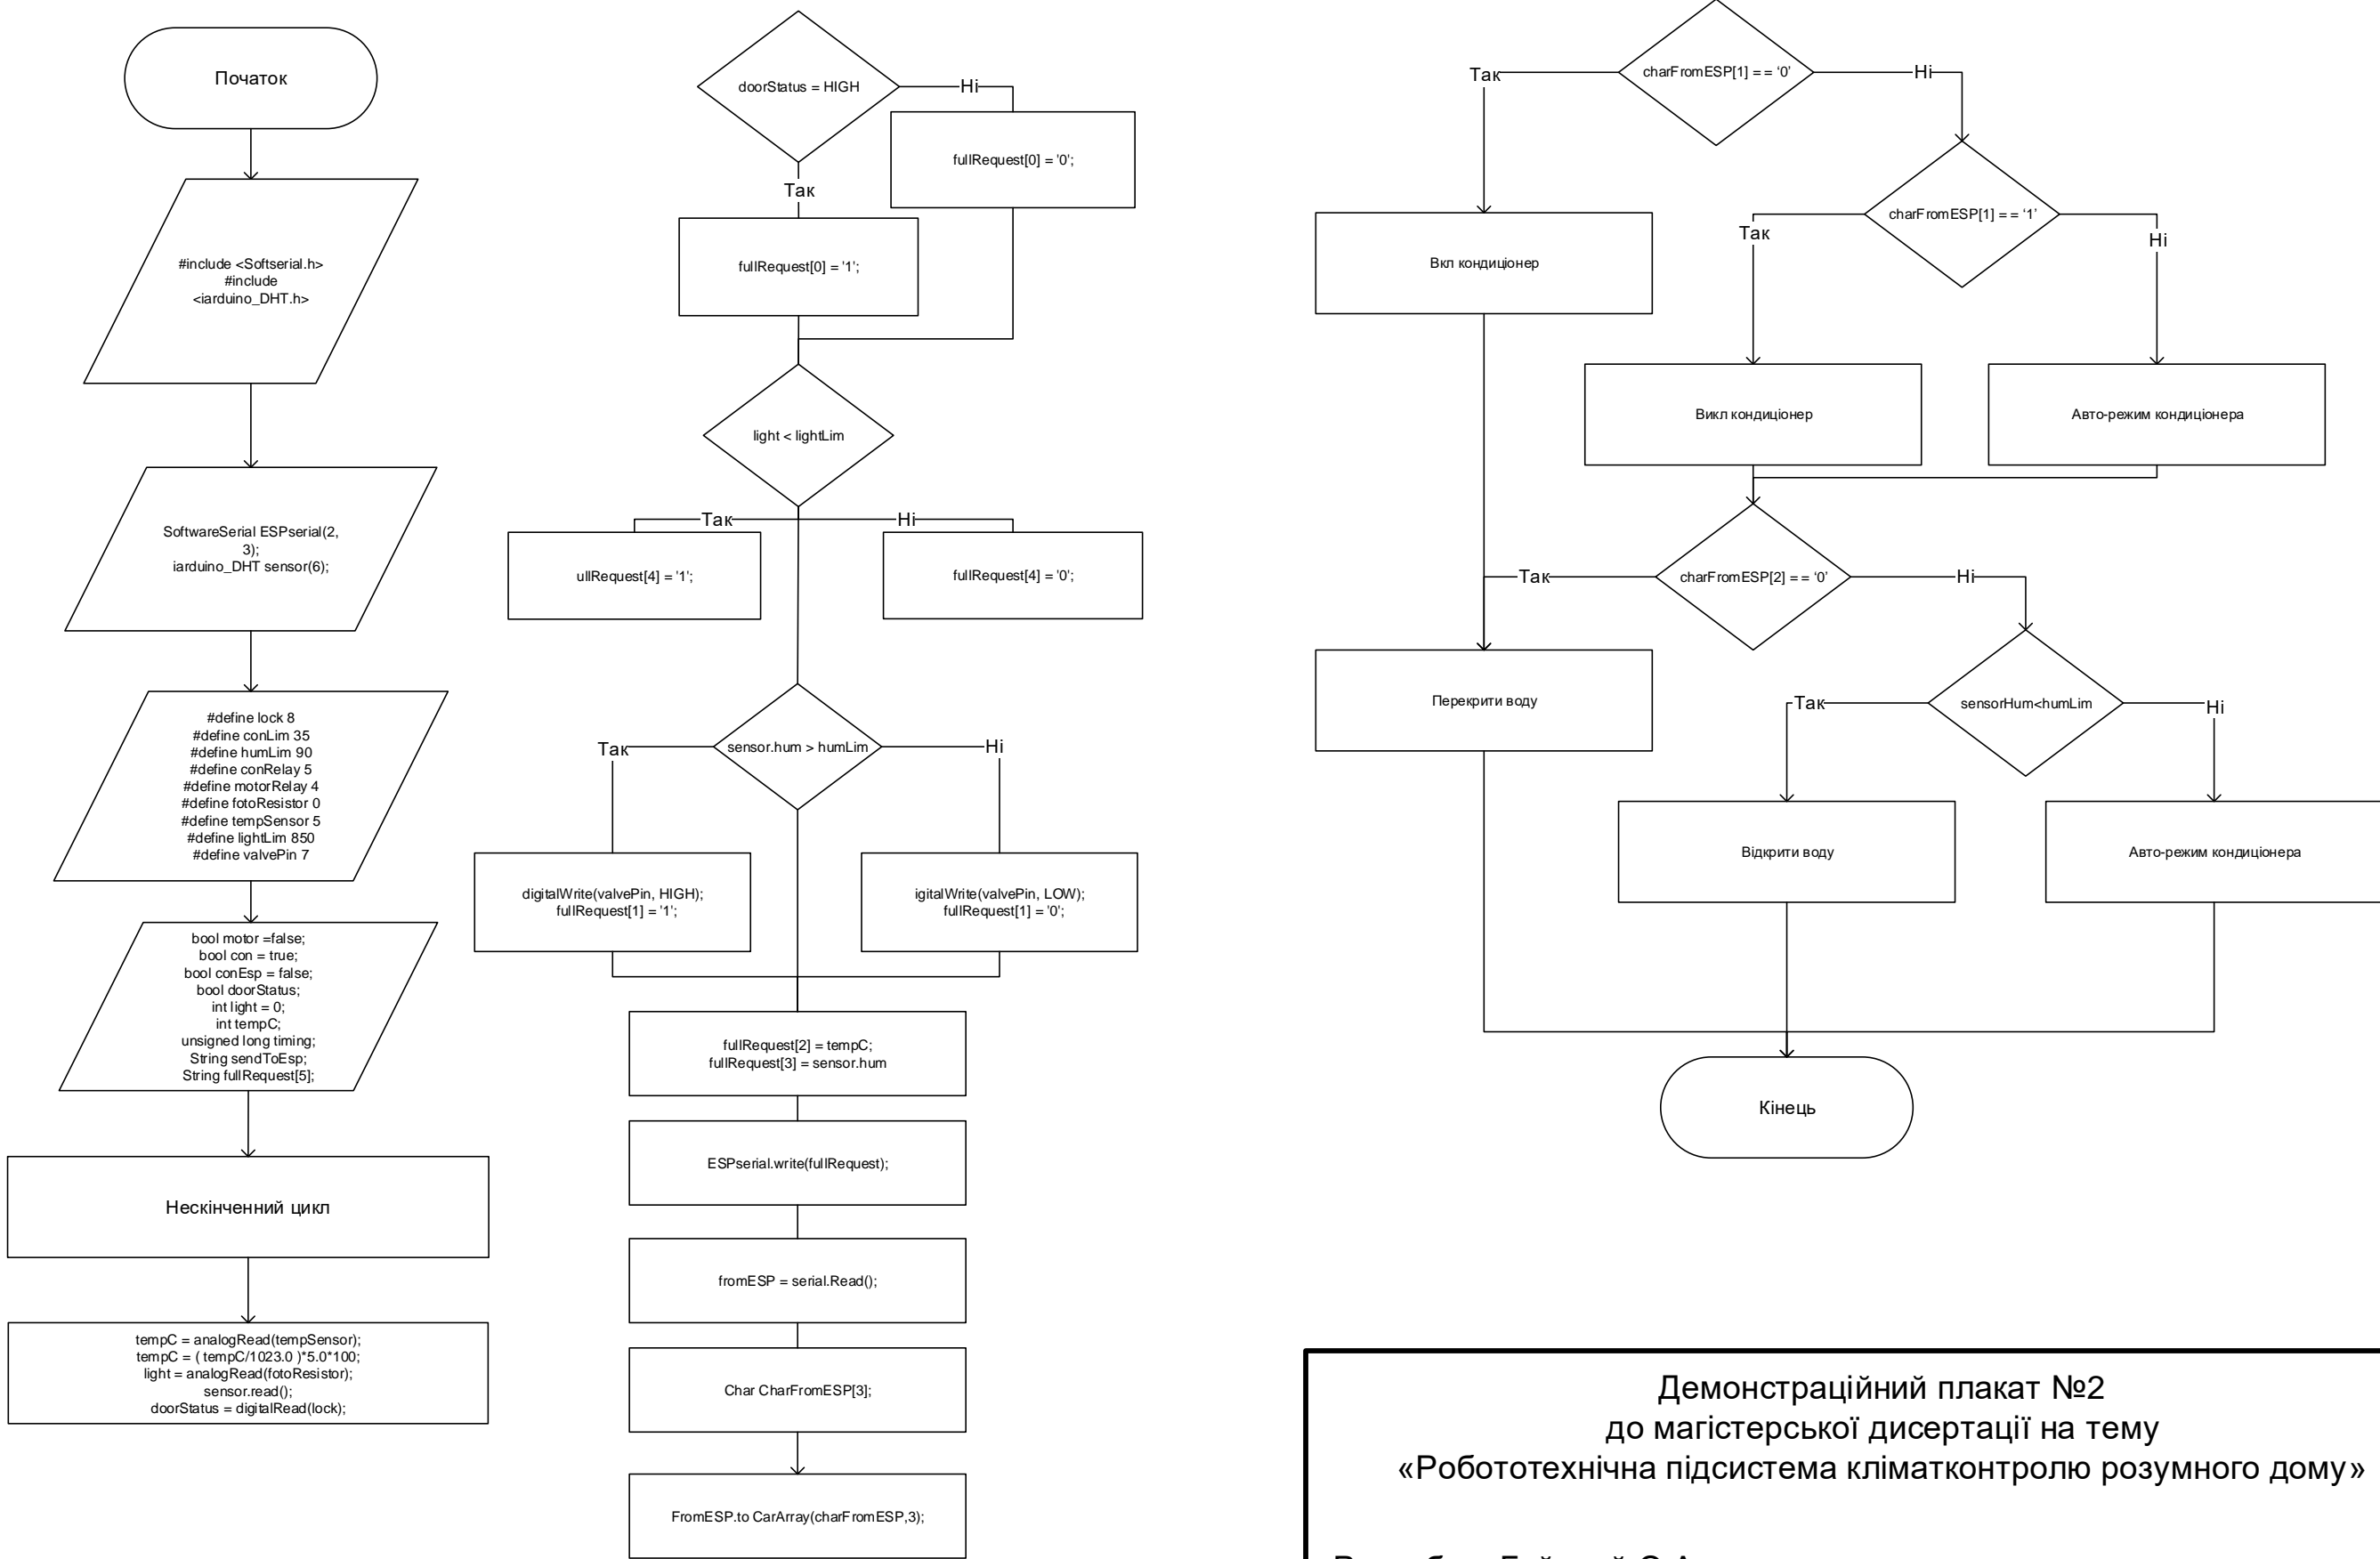 Початок
#include <Softserial.h>
#include
<iarduino_DHT.h>
SoftwareSerial ESPserial(2,
3);
iarduino_DHT sensor(6);
#define lock 8
#define conLim 35
#define humLim 90
#define conRelay 5
#define motorRelay 4
#define fotoResistor 0
#define tempSensor 5
#define lightLim 850
#define valvePin 7
bool motor =false;
bool con = true;
bool conEsp = false;
bool doorStatus;
int light = 0;
int tempC;
unsigned long timing;
String sendToEsp;
String fullRequest[5];
Нескінченний цикл
tempC = analogRead(tempSensor);
tempC = ( tempC/1023.0 )*5.0*100;
light = analogRead(fotoResistor);
sensor.read();
doorStatus = digitalRead(lock);
doorStatus = HIGH
Ні
fullRequest[0] = '0';
Так
fullRequest[0] = '1';
light < lightLim
Так
Ні
ullRequest[4] = '1';
fullRequest[4] = '0';
sensor.hum > humLim
Так
Ні
digitalWrite(valvePin, HIGH);
fullRequest[1] = '1';
igitalWrite(valvePin, LOW);
fullRequest[1] = '0';
fullRequest[2] = tempC;
fullRequest[3] = sensor.hum
ESPserial.write(fullRequest);
fromESP = serial.Read();
Char CharFromESP[3];
FromESP.to CarArray(charFromESP,3);
charFromESP[1] = = ‘0’
Так
Ні
charFromESP[1] = = ‘1’
Так
Ні
Вкл кондиціонер
Викл кондиціонер
Авто-режим кондиціонера
charFromESP[2] = = ‘0’
Так
Ні
Перекрити воду
sensorHum<humLim
Так
Ні
Відкрити воду
Авто-режим кондиціонера
Кінець
Демонстраційний плакат №2
до магістерської дисертації на тему
«Робототехнічна підсистема кліматконтролю розумного дому»